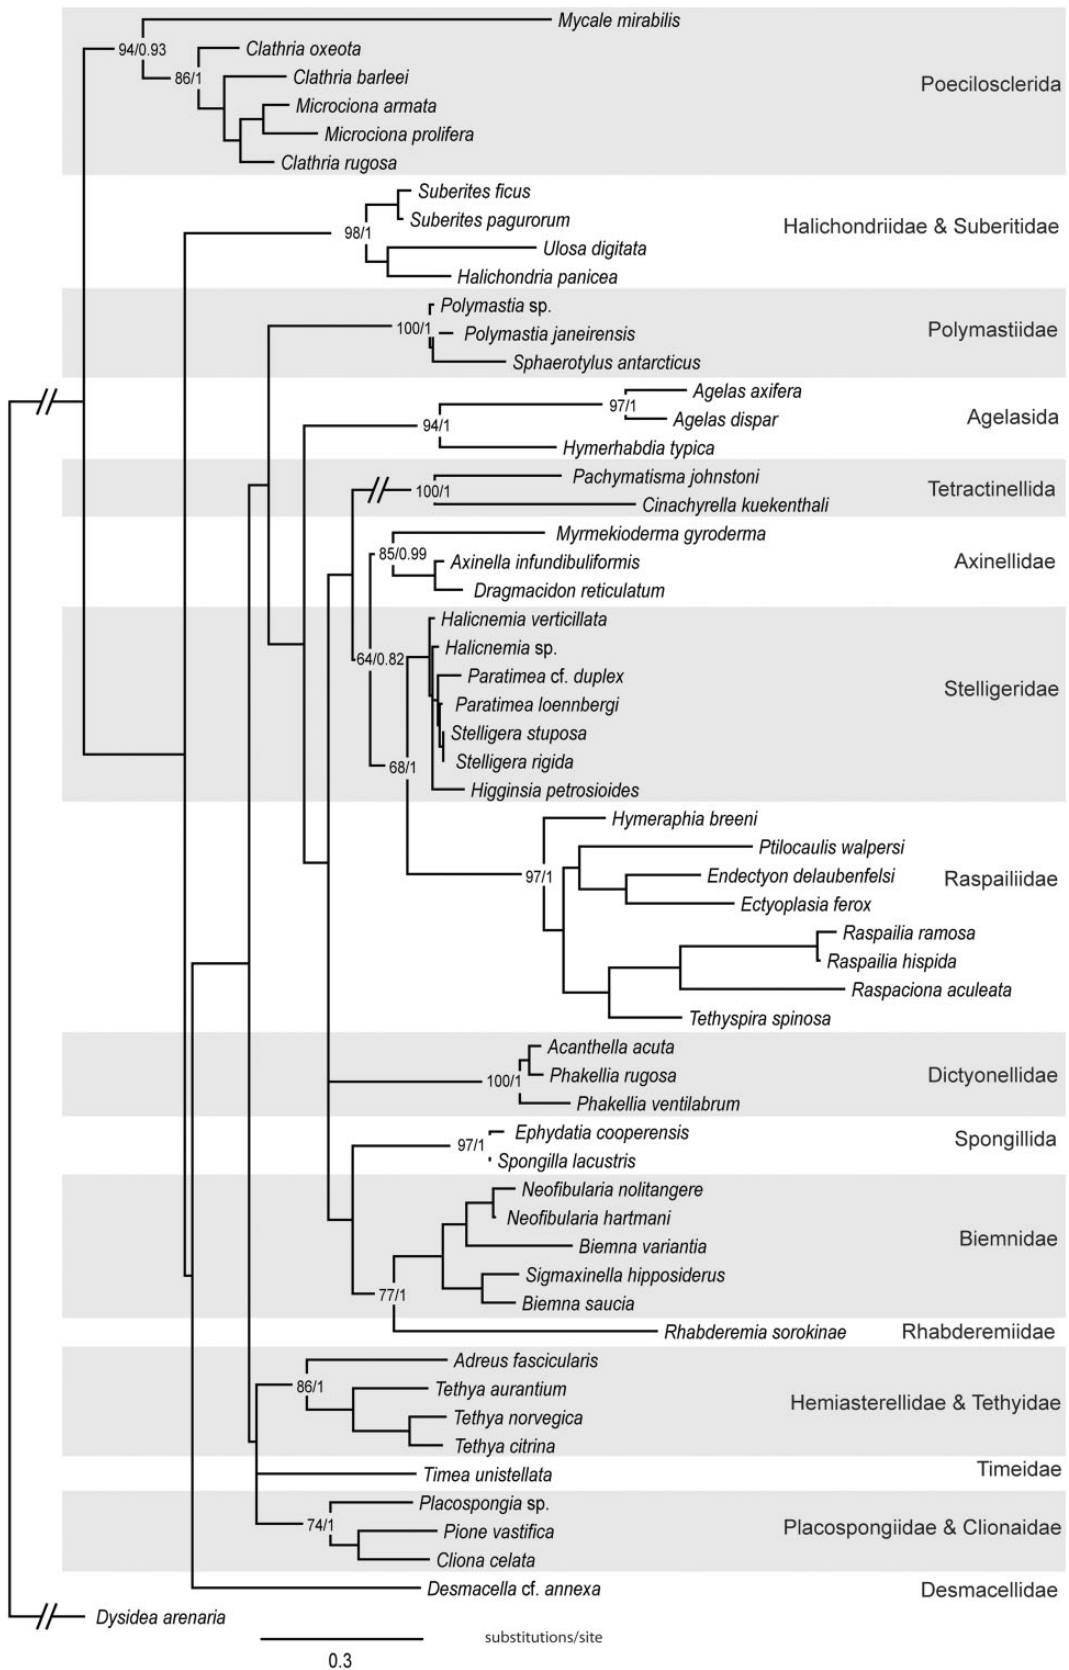 Mycale mirabilis
94/0.93
Clathria oxeota
86/1
Clathria barleei
Poecilosclerida
Microciona armata
Microciona prolifera
Clathria rugosa
Suberites ficus
Suberites pagurorum
Halichondriidae & Suberitidae
98/1
Ulosa digitata
Halichondria panicea
Polymastia sp.
100/1
Polymastia janeirensis
Polymastiidae
Sphaerotylus antarcticus
Agelas axifera
97/1
Agelas dispar
Agelasida
94/1
Hymerhabdia typica
Pachymatisma johnstoni
100/1
Tetractinellida
Cinachyrella kuekenthali
Myrmekioderma gyroderma
85/0.99
Axinella infundibuliformis
Axinellidae
Dragmacidon reticulatum
Halicnemia verticillata
Halicnemia sp.
64/0.82
Paratimea cf. duplex
Stelligeridae
Paratimea loennbergi
Stelligera stuposa
Stelligera rigida
68/1
Higginsia petrosioides
Hymeraphia breeni
Ptilocaulis walpersi
97/1
Endectyon delaubenfelsi
Raspailiidae
Ectyoplasia ferox
Raspailia ramosa
Raspailia hispida
Raspaciona aculeata
Tethyspira spinosa
Acanthella acuta
100/1
Phakellia rugosa
Dictyonellidae
Phakellia ventilabrum
Ephydatia cooperensis
97/1
Spongillida
Spongilla lacustris
Neofibularia nolitangere
Neofibularia hartmani
Biemna variantia
Biemnidae
Sigmaxinella hipposiderus
77/1
Biemna saucia
Rhabderemia sorokinae
Rhabderemiidae
Adreus fascicularis
86/1
Tethya aurantium
Hemiasterellidae & Tethyidae
Tethya norvegica
Tethya citrina
Timea unistellata
Timeidae
Placospongia sp.
74/1
Pione vastifica
Placospongiidae & Clionaidae
Cliona celata
Desmacella cf. annexa
Desmacellidae
Dysidea arenaria
substitutions/site
0.3